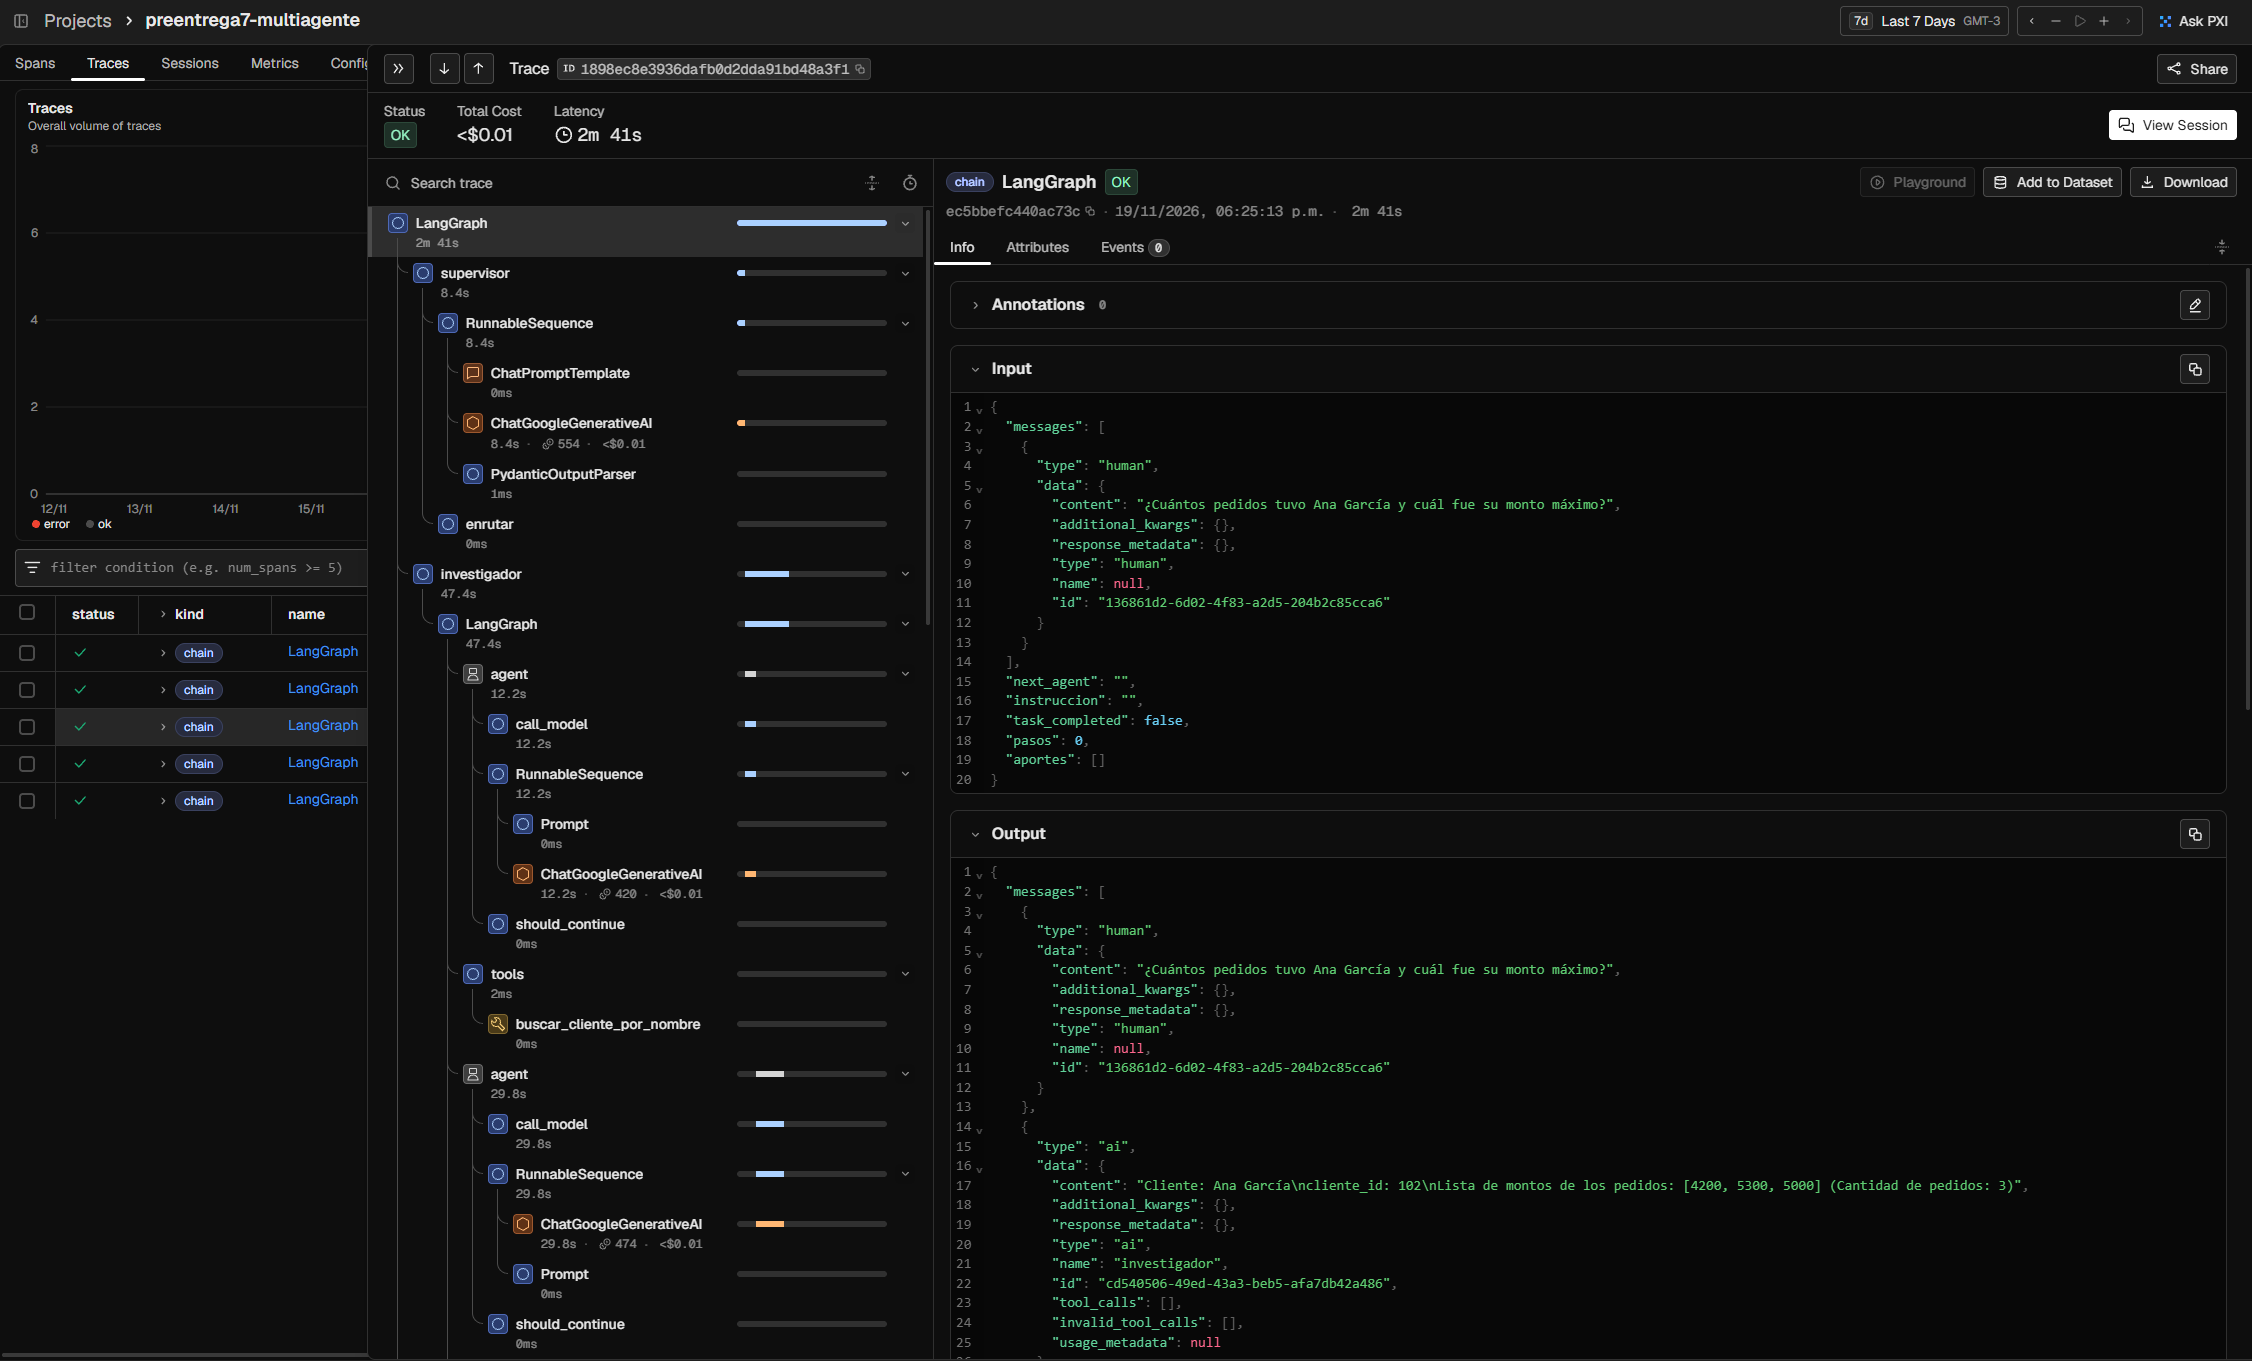 Projects › preentrega7-multiagente
7d Last 7 Days GMT-3
Ask PXI
Spans Traces Sessions Metrics Config
Traces
Overall volume of traces
8
6
4
2
0
12/11 13/11 14/11 15/11
error ok
filter condition (e.g. num_spans >= 5)
status kind name
chain LangGraph
chain LangGraph
chain LangGraph
chain LangGraph
chain LangGraph
Trace ID 1898ec8e3936dafb0d2dda91bd48a3f1
Share
Status Total Cost Latency
OK <$0.01 2m 41s
View Session
Search trace
LangGraph
2m 41s
supervisor
8.4s
RunnableSequence
8.4s
ChatPromptTemplate
0ms
ChatGoogleGenerativeAI
8.4s · 554 · <$0.01
PydanticOutputParser
1ms
enrutar
0ms
investigador
47.4s
LangGraph
47.4s
agent
12.2s
call_model
12.2s
RunnableSequence
12.2s
Prompt
0ms
ChatGoogleGenerativeAI
12.2s · 420 · <$0.01
should_continue
0ms
tools
2ms
buscar_cliente_por_nombre
0ms
agent
29.8s
call_model
29.8s
RunnableSequence
29.8s
ChatGoogleGenerativeAI
29.8s · 474 · <$0.01
Prompt
0ms
should_continue
0ms
chain LangGraph OK
Playground Add to Dataset Download
ec5bbefc440ac73c · 19/11/2026, 06:25:13 p.m. · 2m 41s
Info Attributes Events 0
Annotations 0
Input
1 {
2 "messages": [
3 {
4 "type": "human",
5 "data": {
6 "content": "¿Cuántos pedidos tuvo Ana García y cuál fue su monto máximo?",
7 "additional_kwargs": {},
8 "response_metadata": {},
9 "type": "human",
10 "name": null,
11 "id": "136861d2-6d02-4f83-a2d5-204b2c85cca6"
12 }
13 }
14 ],
15 "next_agent": "",
16 "instruccion": "",
17 "task_completed": false,
18 "pasos": 0,
19 "aportes": []
20 }
Output
1 {
2 "messages": [
3 {
4 "type": "human",
5 "data": {
6 "content": "¿Cuántos pedidos tuvo Ana García y cuál fue su monto máximo?",
7 "additional_kwargs": {},
8 "response_metadata": {},
9 "type": "human",
10 "name": null,
11 "id": "136861d2-6d02-4f83-a2d5-204b2c85cca6"
12 }
13 },
14 {
15 "type": "ai",
16 "data": {
17 "content": "Cliente: Ana García\ncliente_id: 102\nLista de montos de los pedidos: [4200, 5300, 5000] (Cantidad de pedidos: 3)",
18 "additional_kwargs": {},
19 "response_metadata": {},
20 "type": "ai",
21 "name": "investigador",
22 "id": "cd540506-49ed-43a3-beb5-afa7db42a486",
23 "tool_calls": [],
24 "invalid_tool_calls": [],
25 "usage_metadata": null